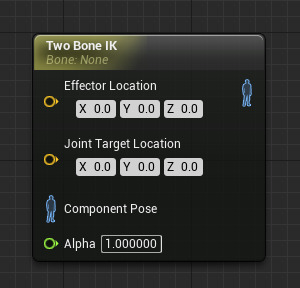 Two Bone IK
Bone: None
Effector Location
X 0.0 Y 0.0 Z 0.0
Joint Target Location
X 0.0 Y 0.0 Z 0.0
Component Pose
Alpha 1.000000